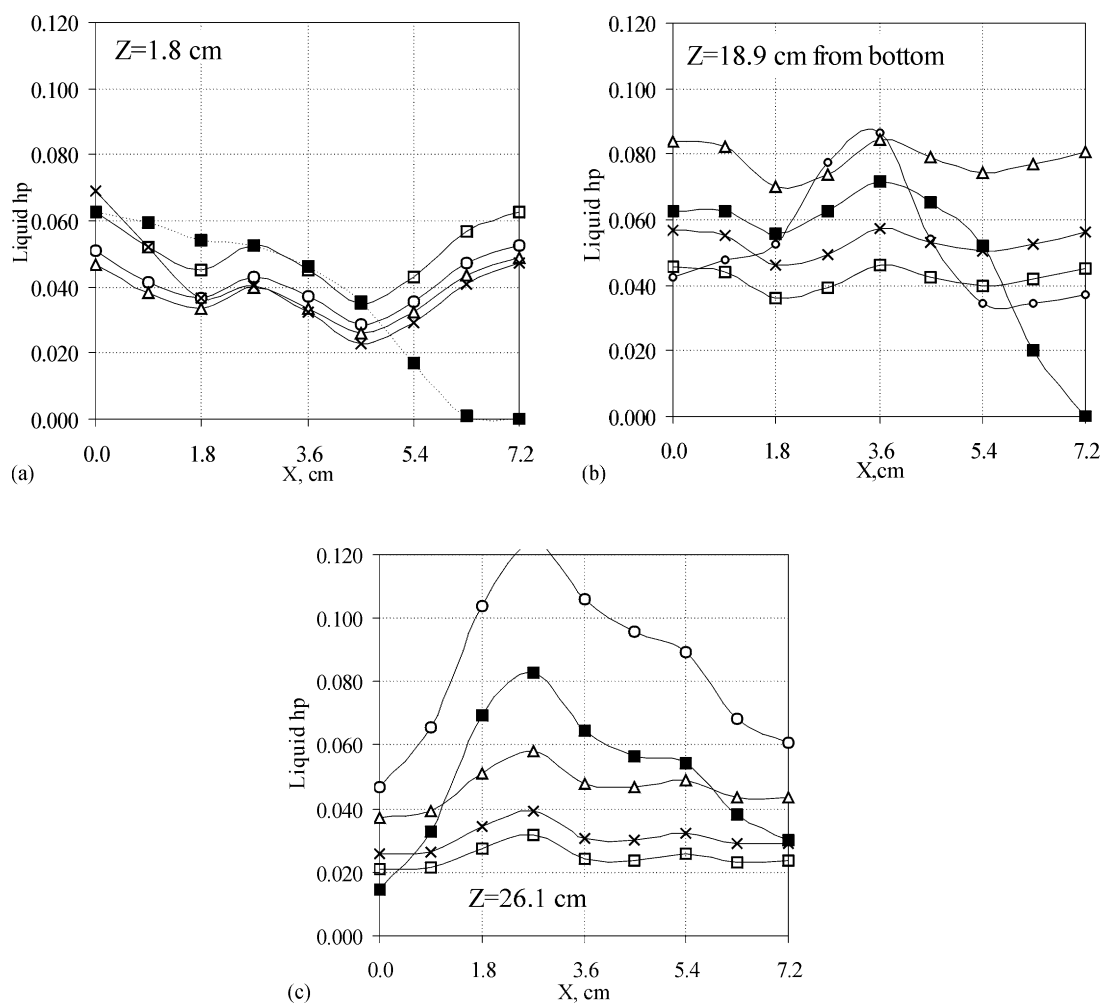 0.120
Z=1.8 cm
0.100
0.080
0.060
0.040
0.020
0.000
Liquid hp
0.0 1.8 3.6 5.4 7.2
X, cm
(a)
0.120
Z=18.9 cm from bottom
0.100
0.080
0.060
0.040
0.020
0.000
Liquid hp
0.0 1.8 3.6 5.4 7.2
X,cm
(b)
0.120
0.100
0.080
0.060
0.040
0.020
0.000
Liquid hp
Z=26.1 cm
0.0 1.8 3.6 5.4 7.2
X, cm
(c)